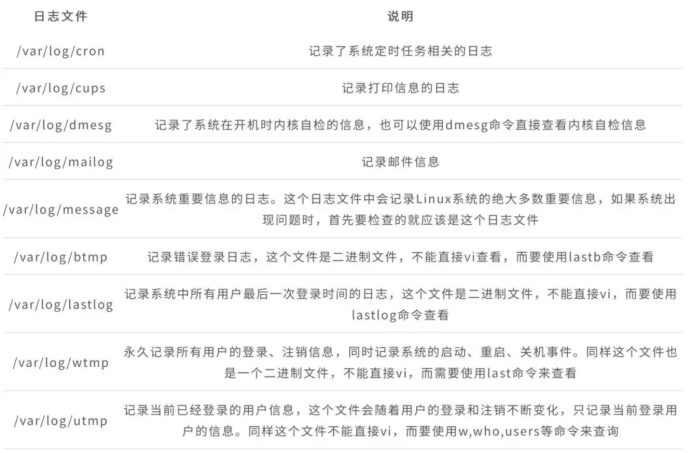 日志文件 说明
/var/log/cron 记录了系统定时任务相关的日志
/var/log/cups 记录打印信息的日志
/var/log/dmesg 记录了系统在开机时内核自检的信息，也可以使用dmesg命令直接查看内核自检信息
/var/log/mailog 记录邮件信息
/var/log/message 记录系统重要信息的日志。这个日志文件中会记录Linux系统的绝大多数重要信息，如果系统出
现问题时，首先要检查的就应该是这个日志文件
/var/log/btmp 记录错误登录日志，这个文件是二进制文件，不能直接vi查看，而要使用lastb命令查看
/var/log/lastlog 记录系统中所有用户最后一次登录时间的日志，这个文件是二进制文件，不能直接vi，而要使用
lastlog命令查看
/var/log/wtmp 永久记录所有用户的登录、注销信息，同时记录系统的启动、重启、关机事件。同样这个文件也
是一个二进制文件，不能直接vi，而需要使用last命令来查看
/var/log/utmp 记录当前已经登录的用户信息，这个文件会随着用户的登录和注销不断变化，只记录当前登录用
户的信息。同样这个文件不能直接vi，而要使用w,who,users等命令来查询